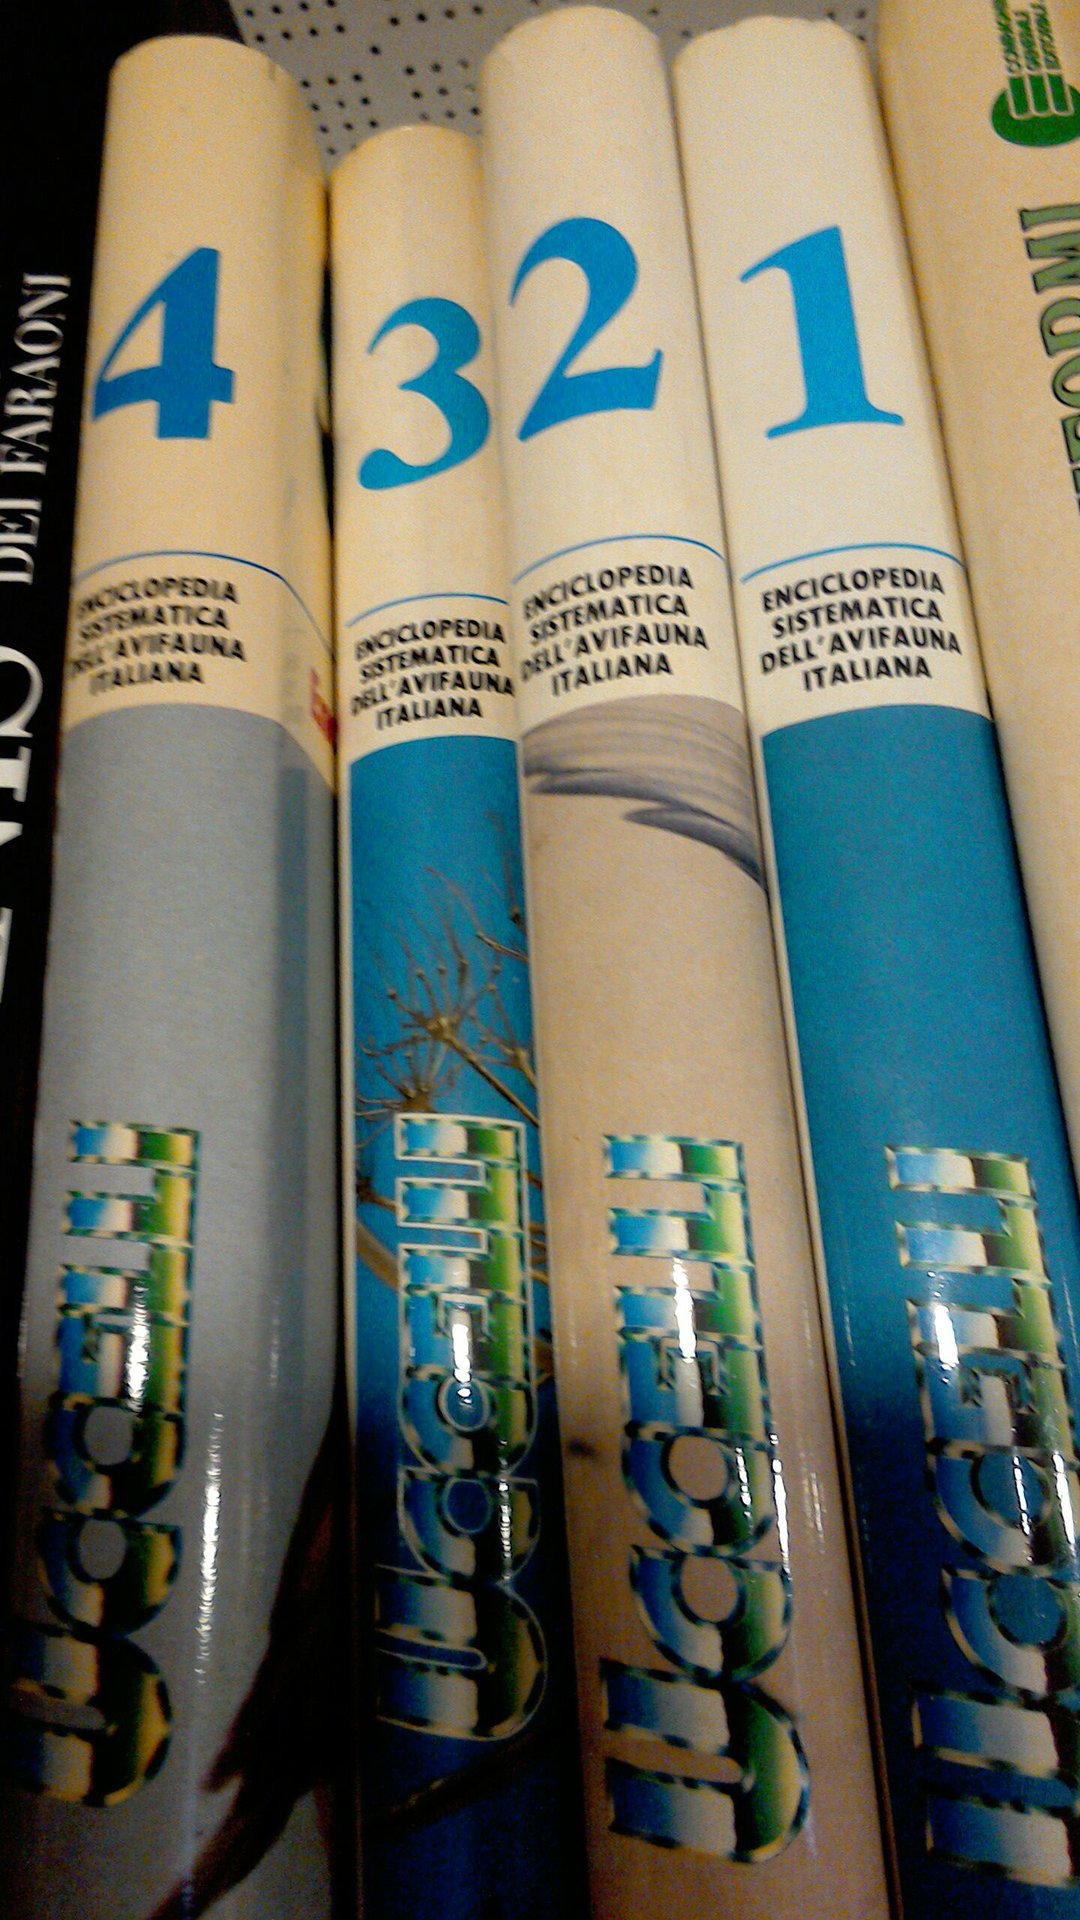 DEI FARAONI
4
ENCICLOPEDIA
SISTEMATICA
DELL'AVIFAUNA
ITALIANA
UCCELLI
3
ENCICLOPEDIA
SISTEMATICA
DELL'AVIFAUNA
ITALIANA
UCCELLI
2
ENCICLOPEDIA
SISTEMATICA
DELL'AVIFAUNA
ITALIANA
UCCELLI
1
ENCICLOPEDIA
SISTEMATICA
DELL'AVIFAUNA
ITALIANA
UCCELLI